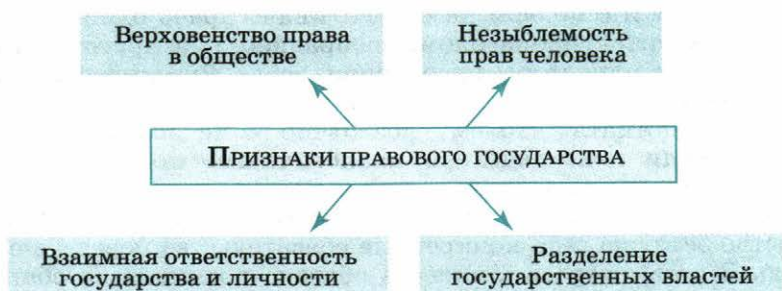 Верховенство права
в обществе
Незыблемость
прав человека
Признаки правового государства
Взаимная ответственность
государства и личности
Разделение
государственных властей